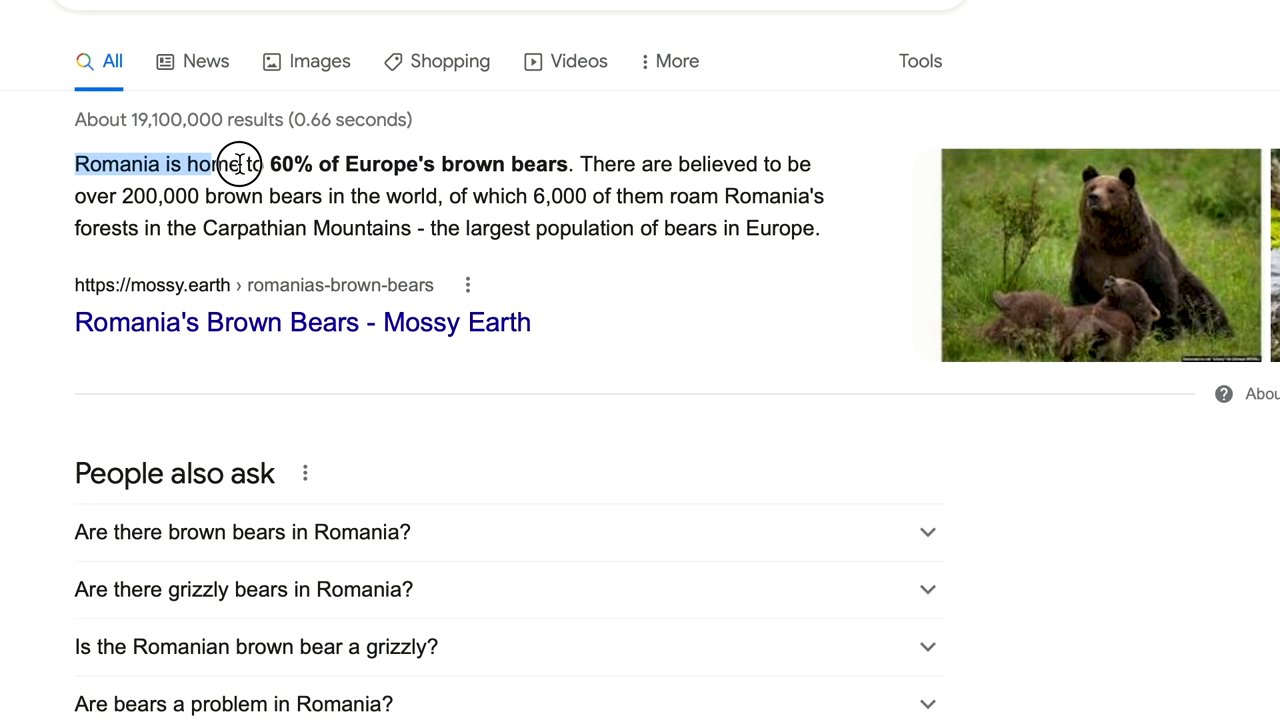 All News Images Shopping Videos More Tools
About 19,100,000 results (0.66 seconds)
Romania is home to 60% of Europe's brown bears. There are believed to be
over 200,000 brown bears in the world, of which 6,000 of them roam Romania's
forests in the Carpathian Mountains - the largest population of bears in Europe.
https://mossy.earth › romanias-brown-bears
Romania's Brown Bears - Mossy Earth
People also ask
Are there brown bears in Romania?
Are there grizzly bears in Romania?
Is the Romanian brown bear a grizzly?
Are bears a problem in Romania?